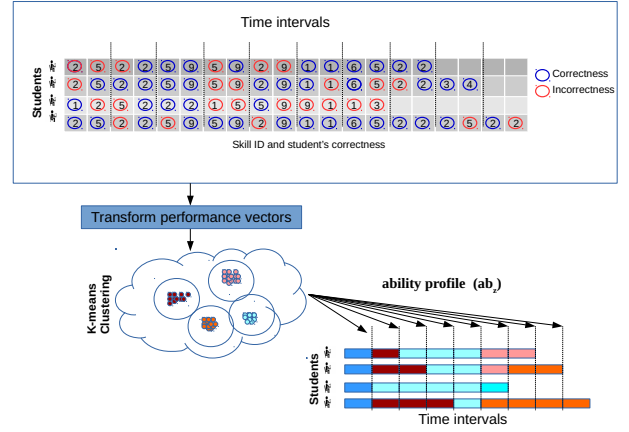 Time intervals
Students
2 5 2 2 5 9 5 9 2 9 1 1 6 5 2 2
2 5 2 2 5 9 5 9 2 9 1 1 6 5 2 2 3 4
1 2 5 2 2 2 1 5 5 9 9 1 1 3
2 5 2 2 5 9 5 9 2 9 1 1 6 5 2 2 2 5 2 2
Correctness
Incorrectness
Skill ID and student's correctness
Transform performance vectors
K-means
Clustering
ability profile (ab_z)
Students
Time intervals